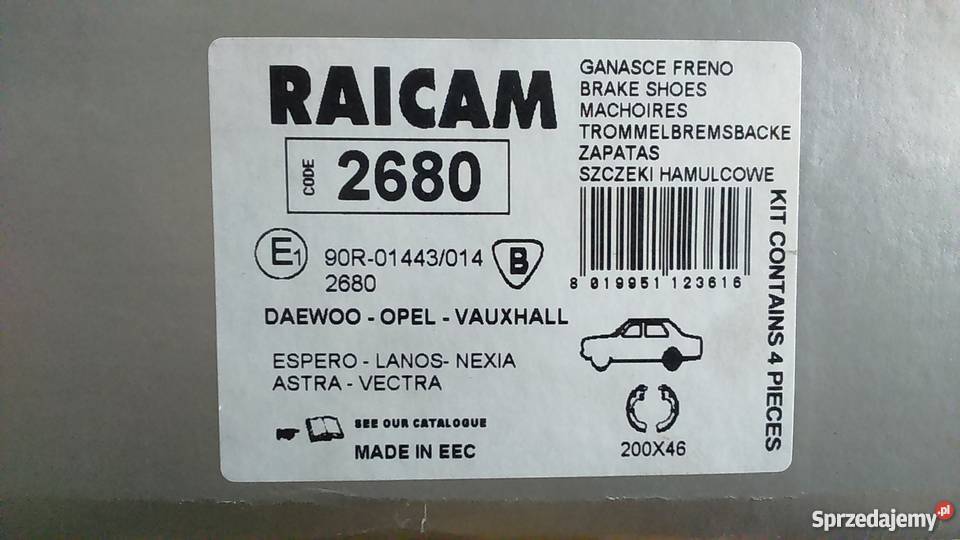 RAICAM
CODE 2680
GANASCE FRENO
BRAKE SHOES
MACHOIRES
TROMMELBREMSBACKE
ZAPATAS
SZCZEKI HAMULCOWE
E1 90R-01443/014 B
2680
8 019951 123616
KIT CONTAINS 4 PIECES
DAEWOO - OPEL - VAUXHALL
ESPERO - LANOS- NEXIA
ASTRA - VECTRA
SEE OUR CATALOGUE
MADE IN EEC
200X46
Sprzedajemy.pl